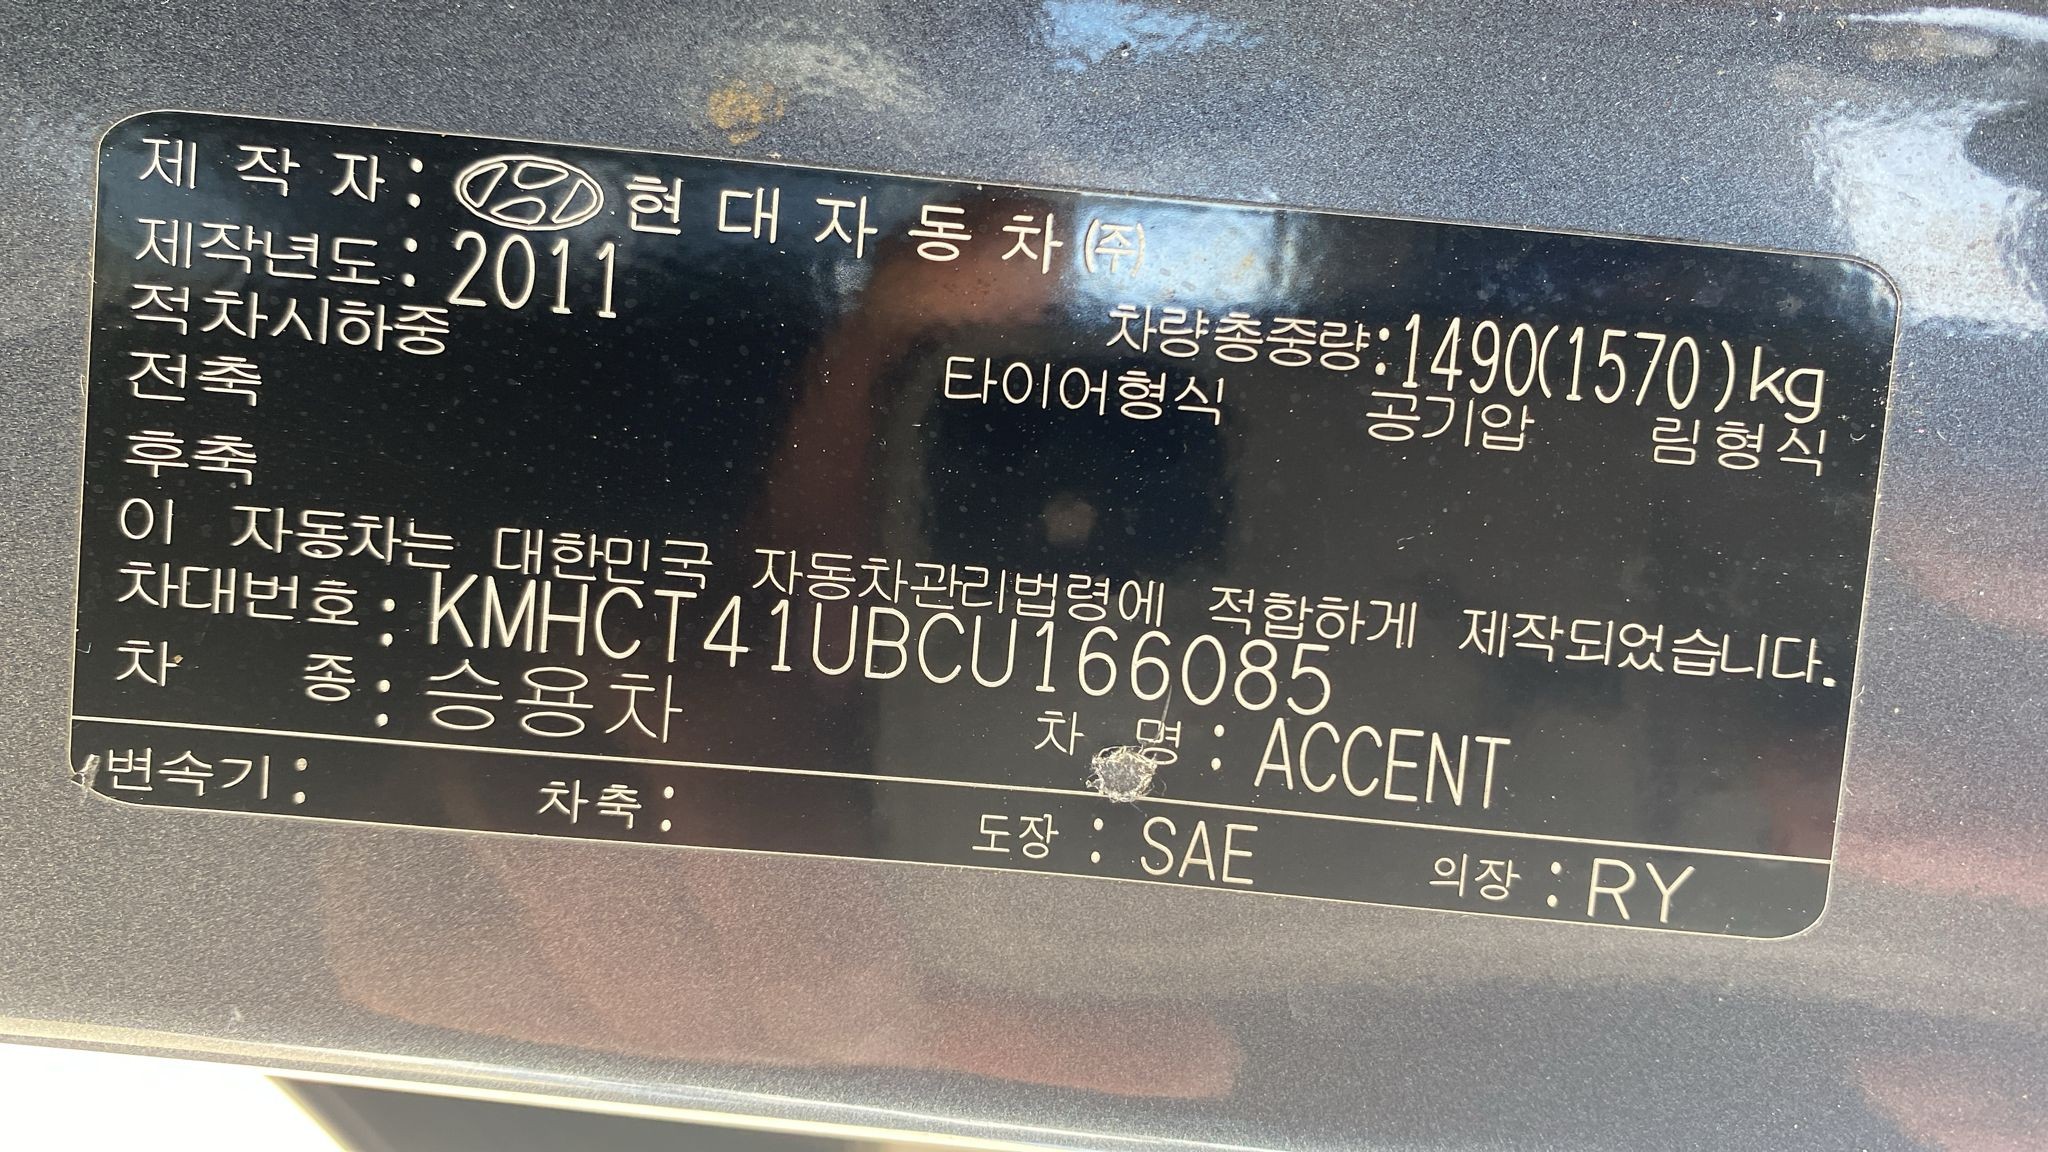 제 작 자 : 현 대 자 동 차 (주)
제작년도 : 2011
적차시하중 차량총중량 : 1490(1570)kg
전축 타이어형식 공기압 림형식
후축
이 자동차는 대한민국 자동차관리법령에 적합하게 제작되었습니다.
차대번호 : KMHCT41UBCU166085
차 종 : 승용차 차 명 : ACCENT
변속기 : 차축 : 도장 : SAE 의장 : RY